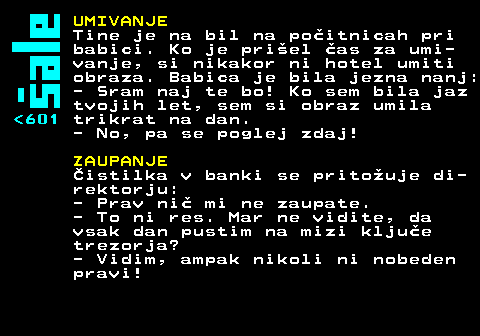 šale
<601
UMIVANJE
Tine je na bil na počitnicah pri
babici. Ko je prišel čas za umi-
vanje, si nikakor ni hotel umiti
obraza. Babica je bila jezna nanj:
- Sram naj te bo! Ko sem bila jaz
tvojih let, sem si obraz umila
trikrat na dan.
- No, pa se poglej zdaj!
ZAUPANJE
Čistilka v banki se pritožuje di-
rektorju:
- Prav nič mi ne zaupate.
- To ni res. Mar ne vidite, da
vsak dan pustim na mizi ključe
trezorja?
- Vidim, ampak nikoli ni nobeden
pravi!